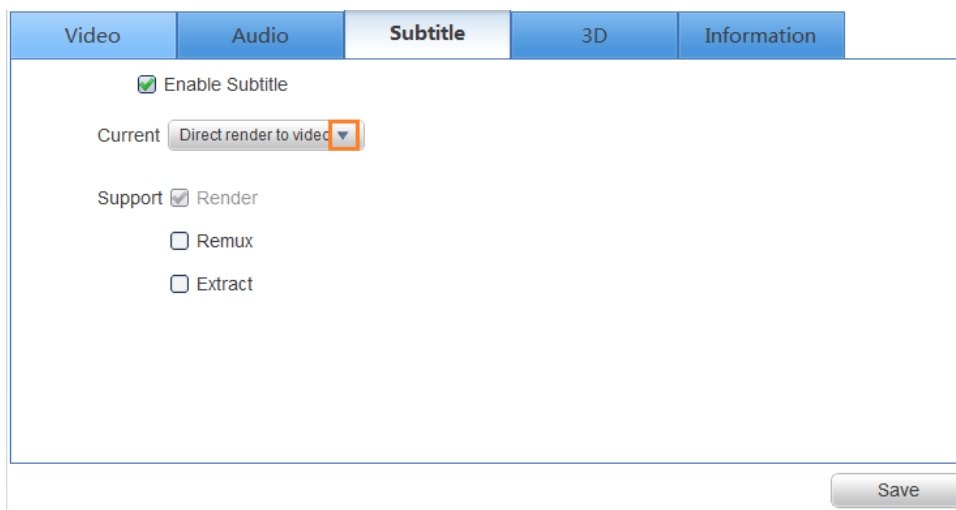 Video Audio Subtitle 3D Information
Enable Subtitle
Current Direct render to video
Support Render
Remux
Extract
Save